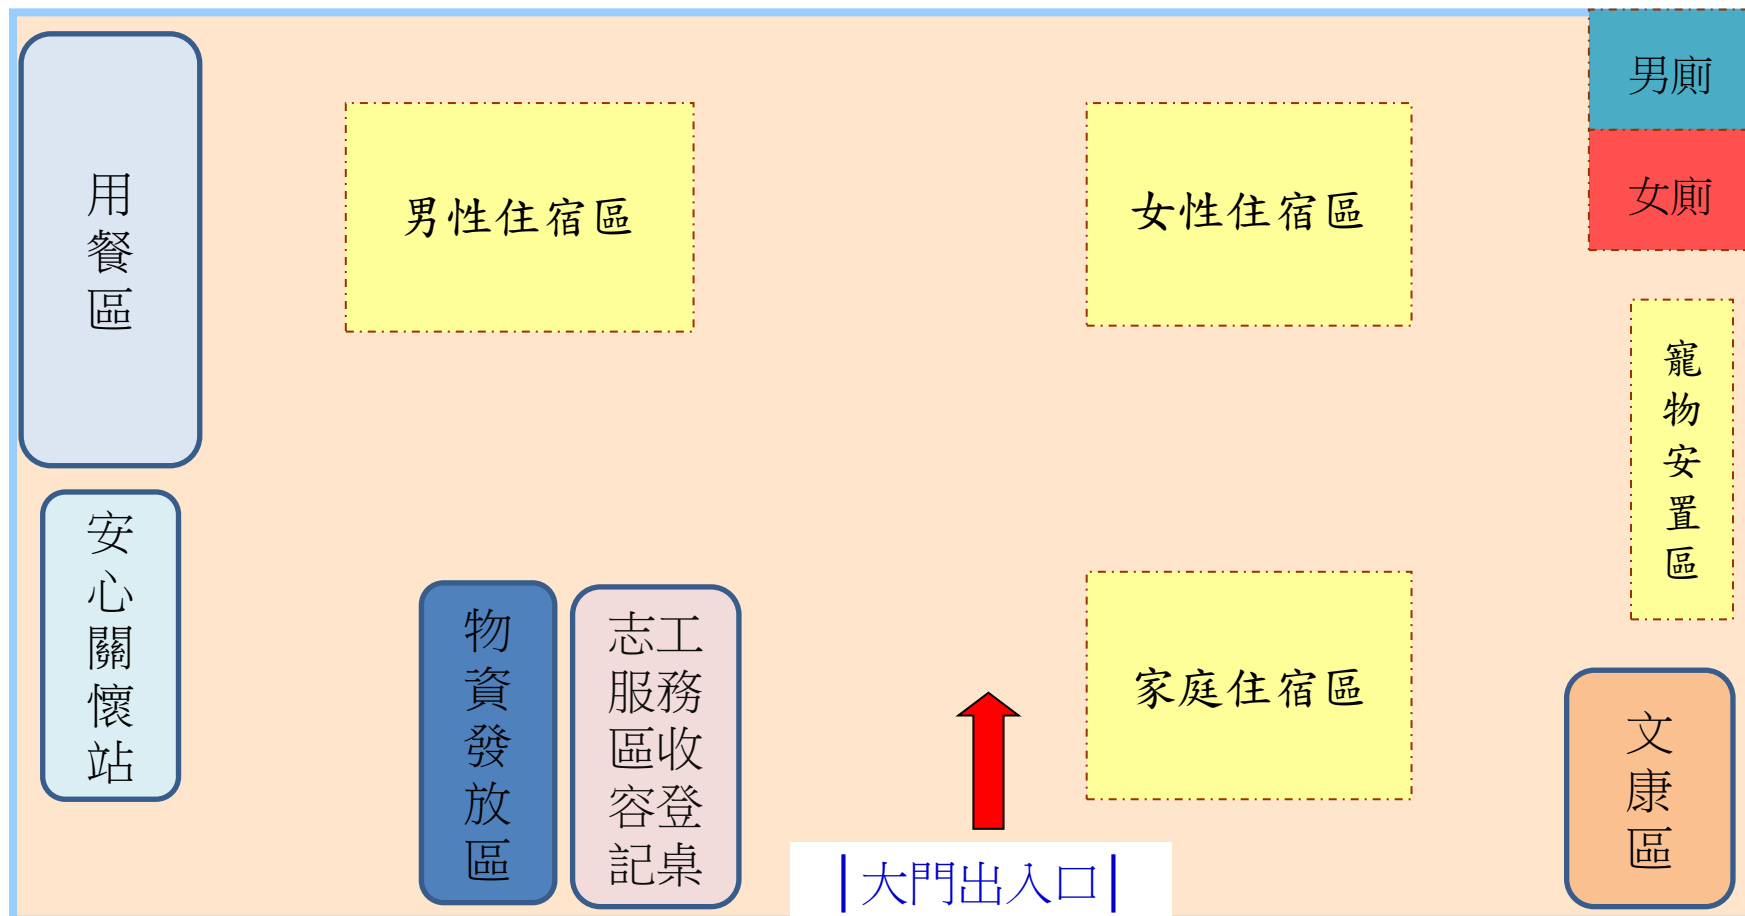 男廁
女廁
用餐區
男性住宿區
女性住宿區
寵物安置區
安心關懷站
物資發放區
志工
服務
區收
容登
記桌
家庭住宿區
文康區
|大門出入口|